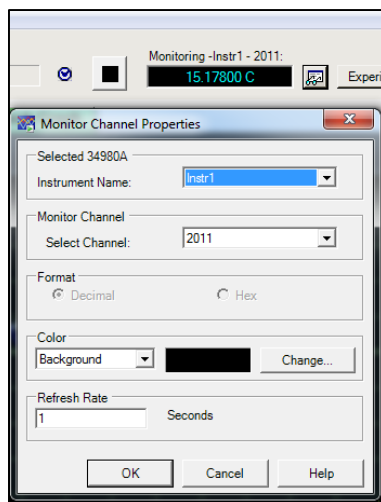 Monitoring -Instr1 - 2011:
15.17800 C
Experi
Monitor Channel Properties
Selected 34980A
Instrument Name: Instr1
Monitor Channel
Select Channel: 2011
Format
Decimal Hex
Color
Background Change...
Refresh Rate
1 Seconds
OK Cancel Help